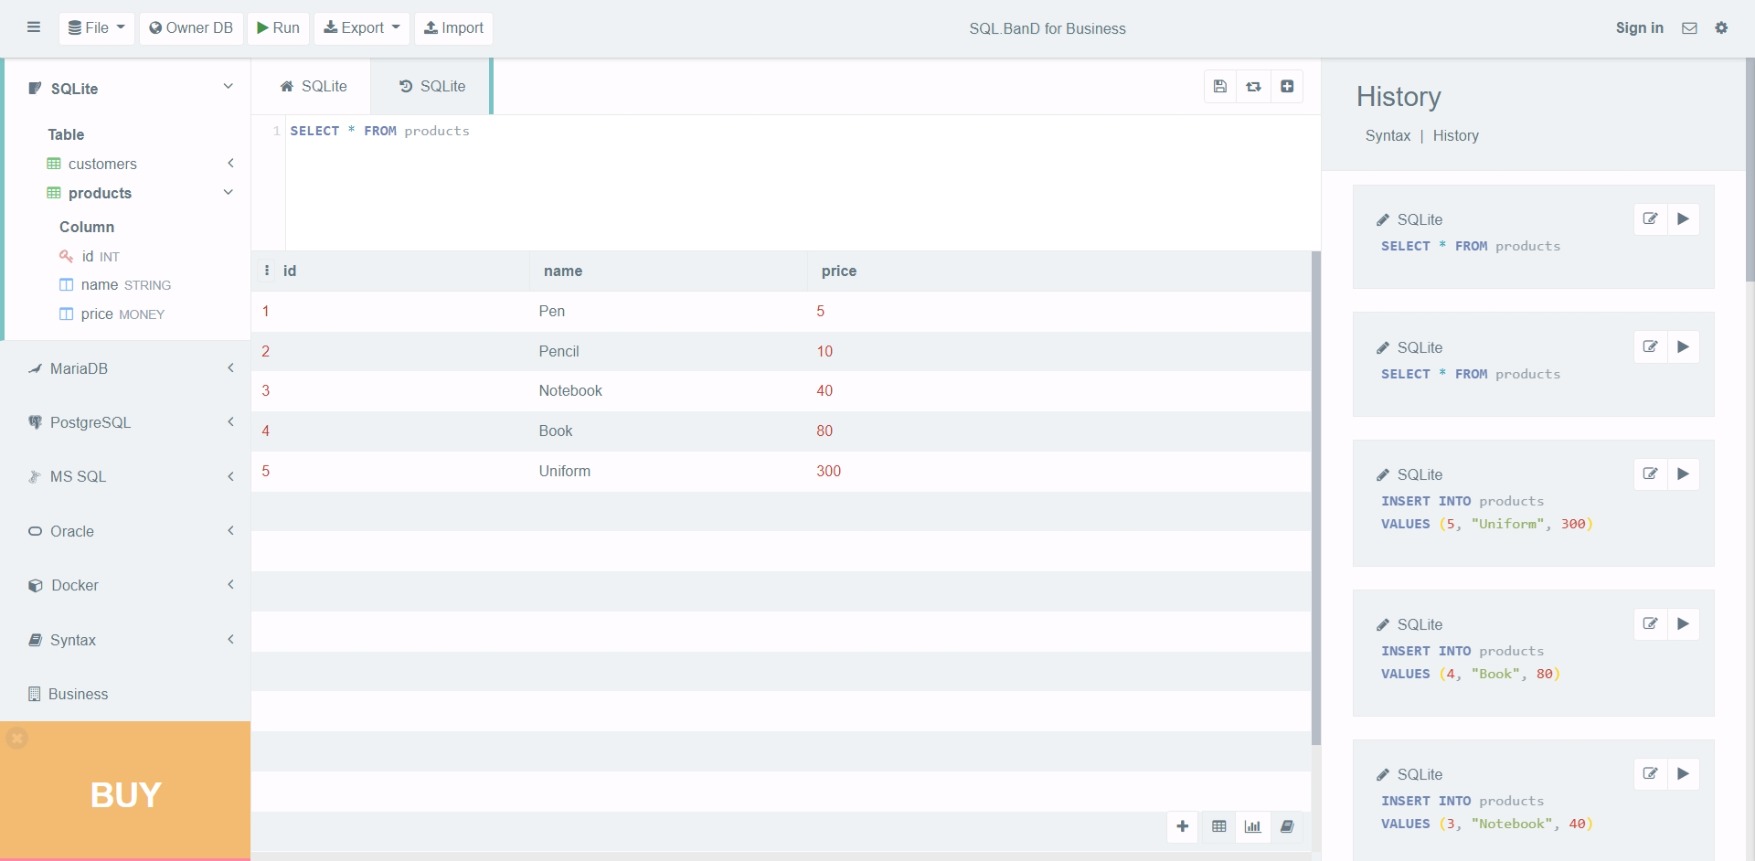 File Owner DB Run Export Import SQL.BanD for Business Sign in
SQLite
Table
customers
products
Column
id INT
name STRING
price MONEY
MariaDB
PostgreSQL
MS SQL
Oracle
Docker
Syntax
Business
BUY
SQLite SQLite
1 SELECT * FROM products
id name price
1 Pen 5
2 Pencil 10
3 Notebook 40
4 Book 80
5 Uniform 300
History
Syntax | History
SQLite
SELECT * FROM products
SQLite
SELECT * FROM products
SQLite
INSERT INTO products
VALUES (5, "Uniform", 300)
SQLite
INSERT INTO products
VALUES (4, "Book", 80)
SQLite
INSERT INTO products
VALUES (3, "Notebook", 40)